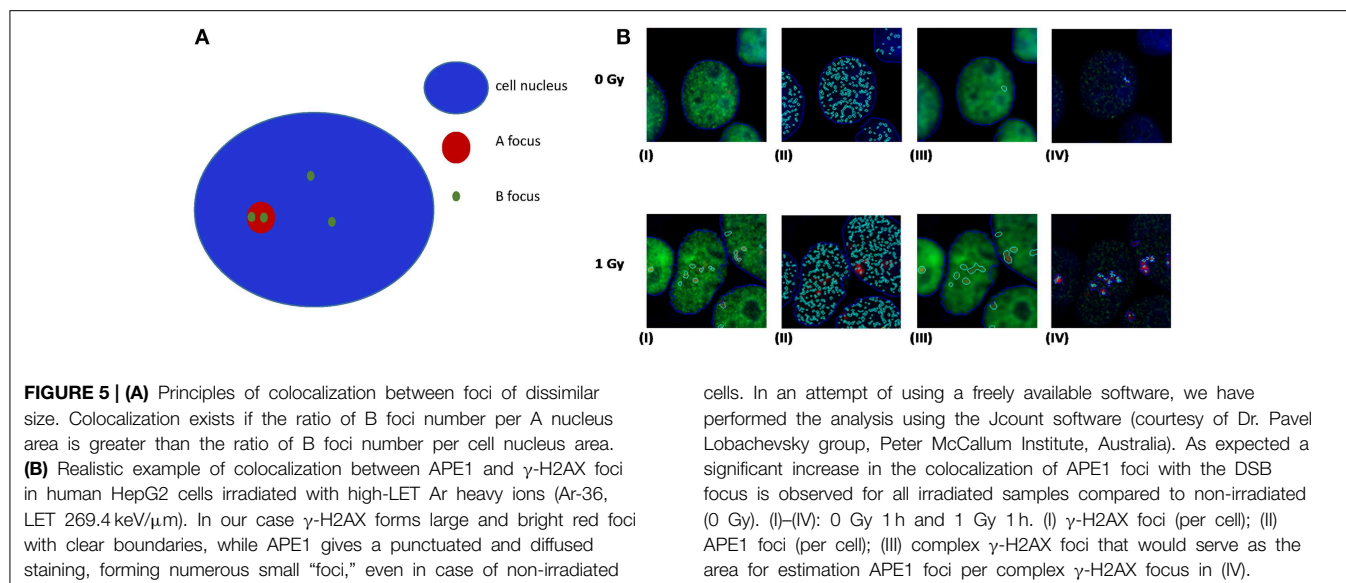 A
cell nucleus
A focus
B focus
B
0 Gy
(I)
(II)
(III)
(IV)
1 Gy
(I)
(II)
(III)
(IV)
FIGURE 5 | (A) Principles of colocalization between foci of dissimilar
size. Colocalization exists if the ratio of B foci number per A nucleus
area is greater than the ratio of B foci number per cell nucleus area.
(B) Realistic example of colocalization between APE1 and γ-H2AX foci
in human HepG2 cells irradiated with high-LET Ar heavy ions (Ar-36,
LET 269.4 keV/μm). In our case γ-H2AX forms large and bright red foci
with clear boundaries, while APE1 gives a punctuated and diffused
staining, forming numerous small “foci,” even in case of non-irradiated
cells. In an attempt of using a freely available software, we have
performed the analysis using the Jcount software (courtesy of Dr. Pavel
Lobachevsky group, Peter McCallum Institute, Australia). As expected a
significant increase in the colocalization of APE1 foci with the DSB
focus is observed for all irradiated samples compared to non-irradiated
(0 Gy). (I)–(IV): 0 Gy 1 h and 1 Gy 1 h. (I) γ-H2AX foci (per cell); (II)
APE1 foci (per cell); (III) complex γ-H2AX foci that would serve as the
area for estimation APE1 foci per complex γ-H2AX focus in (IV).